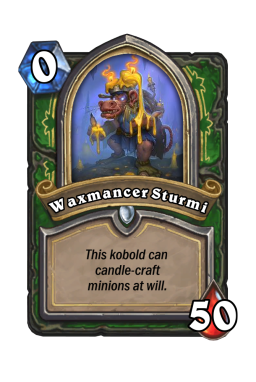 0
Waxmancer Sturmi
This kobold can
candle-craft
minions at will.
50